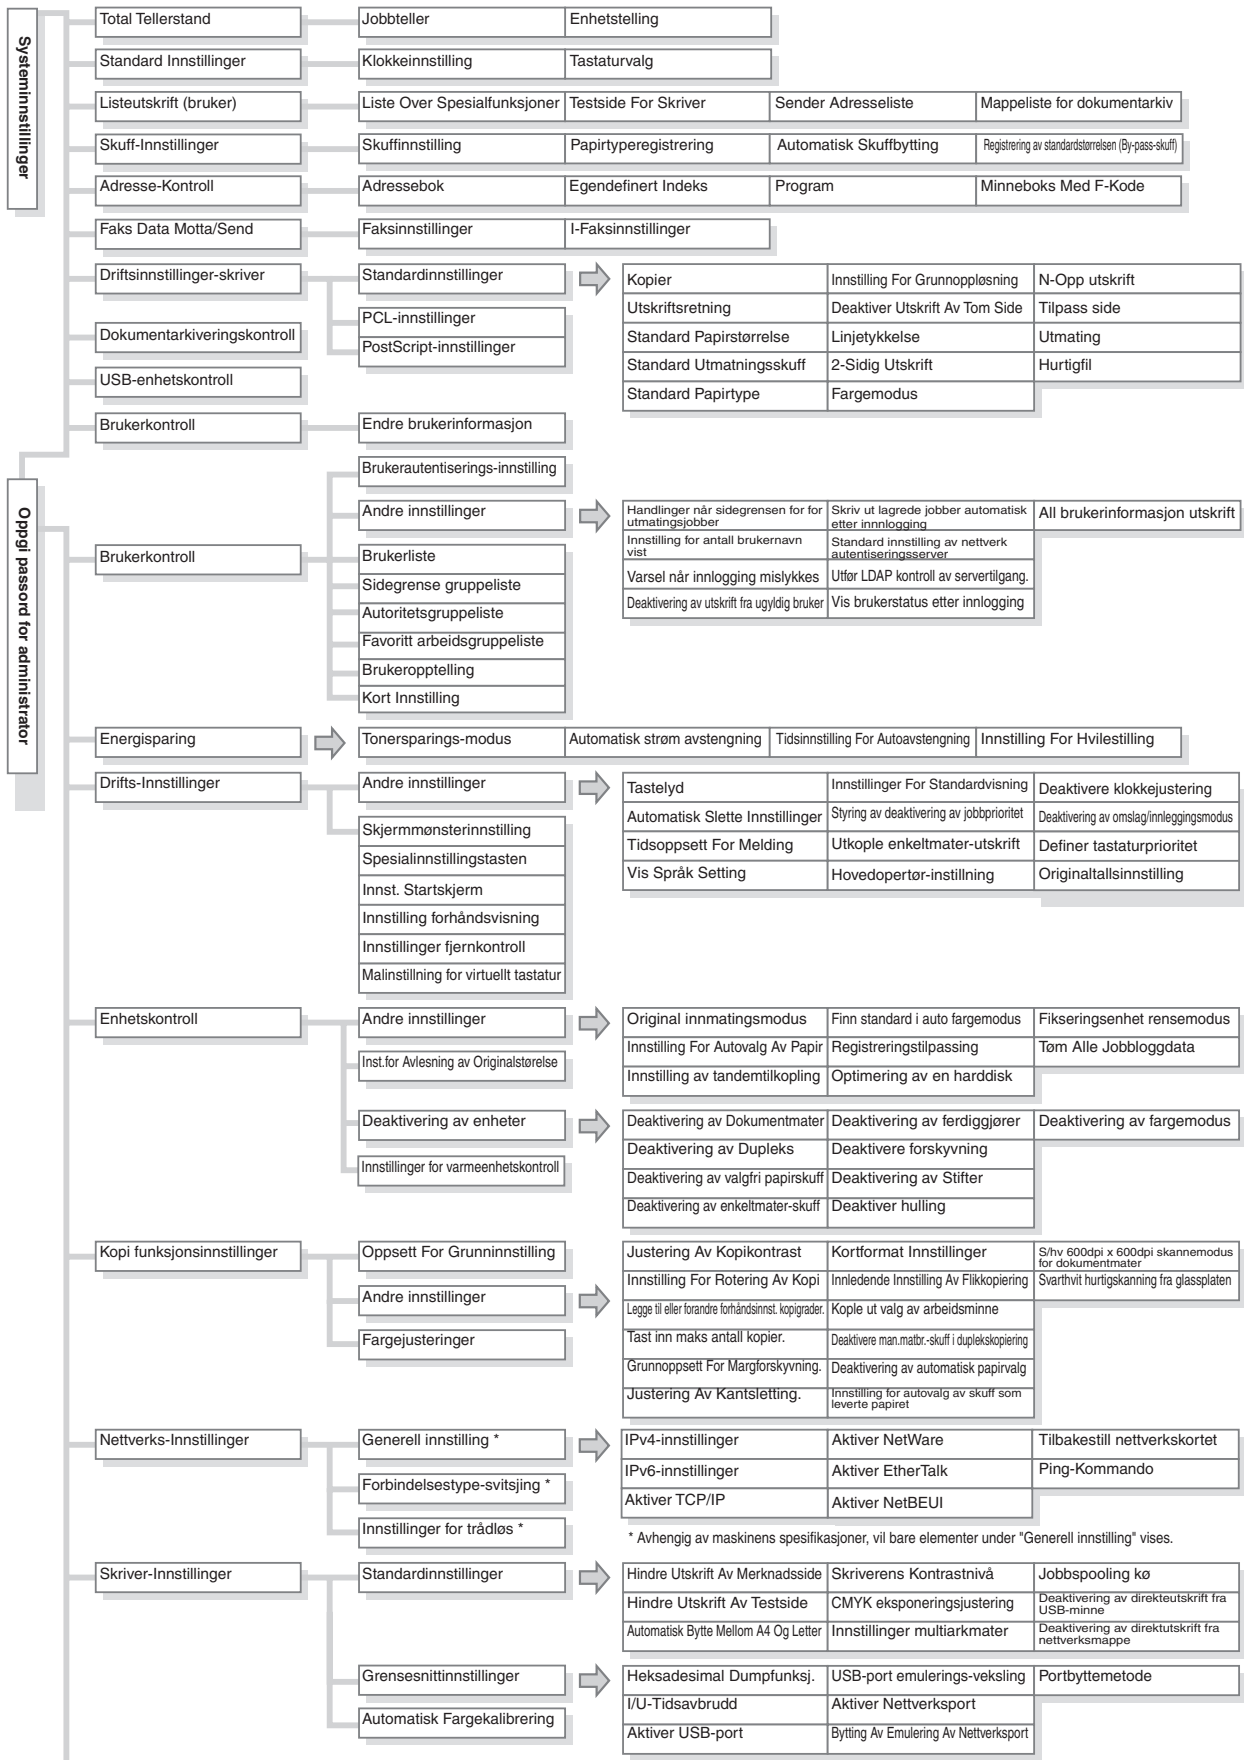 Systeminnstillinger
Total Tellerstand
Jobbteller
Enhetstelling
Standard Innstillinger
Klokkeinnstilling
Tastaturvalg
Listeutskrift (bruker)
Liste Over Spesialfunksjoner
Testside For Skriver
Sender Adresseliste
Mappeliste for dokumentarkiv
Skuff-Innstillinger
Skuffinnstilling
Papirtyperegistrering
Automatisk Skuffbytting
Registrering av standardstørrelsen (By-pass-skuff)
Adresse-Kontroll
Adressebok
Egendefinert Indeks
Program
Minneboks Med F-Kode
Faks Data Motta/Send
Faksinnstillinger
I-Faksinnstillinger
Driftsinnstillinger-skriver
Standardinnstillinger
PCL-innstillinger
PostScript-innstillinger
Kopier
Innstilling For Grunnoppløsning
N-Opp utskrift
Utskriftsretning
Deaktiver Utskrift Av Tom Side
Tilpass side
Standard Papirstørrelse
Linjetykkelse
Utmating
Standard Utmatningsskuff
2-Sidig Utskrift
Hurtigfil
Standard Papirtype
Fargemodus
Dokumentarkiveringskontroll
USB-enhetskontroll
Brukerkontroll
Endre brukerinformasjon
Oppgi passord for administrator
Brukerkontroll
Brukerautentiserings-innstilling
Andre innstillinger
Brukerliste
Sidegrense gruppeliste
Autoritetsgruppeliste
Favoritt arbeidsgruppeliste
Brukeropptelling
Kort Innstilling
Handlinger når sidegrensen for for
utmatingsjobber
Skriv ut lagrede jobber automatisk
etter innnlogging
All brukerinformasjon utskrift
Innstilling for antall brukernavn
vist
Standard innstilling av nettverk
autentiseringsserver
Varsel når innlogging mislykkes
Utfør LDAP kontroll av servertilgang.
Deaktivering av utskrift fra ugyldig bruker
Vis brukerstatus etter innlogging
Energisparing
Tonersparings-modus
Automatisk strøm avstengning
Tidsinnstilling For Autoavstengning
Innstilling For Hvilestilling
Drifts-Innstillinger
Andre innstillinger
Skjermmønsterinnstilling
Spesialinnstillingstasten
Innst. Startskjerm
Innstilling forhåndsvisning
Innstillinger fjernkontroll
Malinstillning for virtuellt tastatur
Tastelyd
Innstillinger For Standardvisning
Deaktivere klokkejustering
Automatisk Slette Innstillinger
Styring av deaktivering av jobbprioritet
Deaktivering av omslag/innleggingsmodus
Tidsoppsett For Melding
Utkople enkeltmater-utskrift
Definer tastaturprioritet
Vis Språk Setting
Hovedopertør-instillning
Originaltallsinnstilling
Enhetskontroll
Andre innstillinger
Inst.for Avlesning av Originalstørelse
Deaktivering av enheter
Innstillinger for varmeenhetskontroll
Original innmatingsmodus
Finn standard i auto fargemodus
Fikseringsenhet rensemodus
Innstilling For Autovalg Av Papir
Registreringstilpassing
Tøm Alle Jobbloggdata
Innstilling av tandemtilkopling
Optimering av en harddisk
Deaktivering av Dokumentmater
Deaktivering av ferdiggjører
Deaktivering av fargemodus
Deaktivering av Dupleks
Deaktivere forskyvning
Deaktivering av valgfri papirskuff
Deaktivering av Stifter
Deaktivering av enkeltmater-skuff
Deaktiver hulling
Kopi funksjonsinnstillinger
Oppsett For Grunninnstilling
Andre innstillinger
Fargejusteringer
Justering Av Kopikontrast
Kortformat Innstillinger
S/hv 600dpi x 600dpi skannemodus
for dokumentmater
Innstilling For Rotering Av Kopi
Innledende Innstilling Av Flikkopiering
Svarthvit hurtigskanning fra glassplaten
Legge til eller forandre forhåndsinnst. kopigrader.
Kople ut valg av arbeidsminne
Tast inn maks antall kopier.
Deaktivere man.matbr.-skuff i duplekskopiering
Grunnoppsett For Margforskyvning.
Deaktivering av automatisk papirvalg
Justering Av Kantsletting.
Innstilling for autovalg av skuff som
leverte papiret
Nettverks-Innstillinger
Generell innstilling *
Forbindelsestype-svitsjing *
Innstillinger for trådløs *
IPv4-innstillinger
Aktiver NetWare
Tilbakestill nettverkskortet
IPv6-innstillinger
Aktiver EtherTalk
Ping-Kommando
Aktiver TCP/IP
Aktiver NetBEUI
* Avhengig av maskinens spesifikasjoner, vil bare elementer under "Generell innstilling" vises.
Skriver-Innstillinger
Standardinnstillinger
Hindre Utskrift Av Merknadsside
Skriverens Kontrastnivå
Jobbspooling kø
Hindre Utskrift Av Testside
CMYK eksponeringsjustering
Deaktivering av direkteutskrift fra
USB-minne
Automatisk Bytte Mellom A4 Og Letter
Innstillinger multiarkmater
Deaktivering av direktutskrift fra
nettverksmappe
Grensesnittinnstillinger
Automatisk Fargekalibrering
Heksadesimal Dumpfunksj.
USB-port emulerings-veksling
Portbyttemetode
I/U-Tidsavbrudd
Aktiver Nettverksport
Aktiver USB-port
Bytting Av Emulering Av Nettverksport